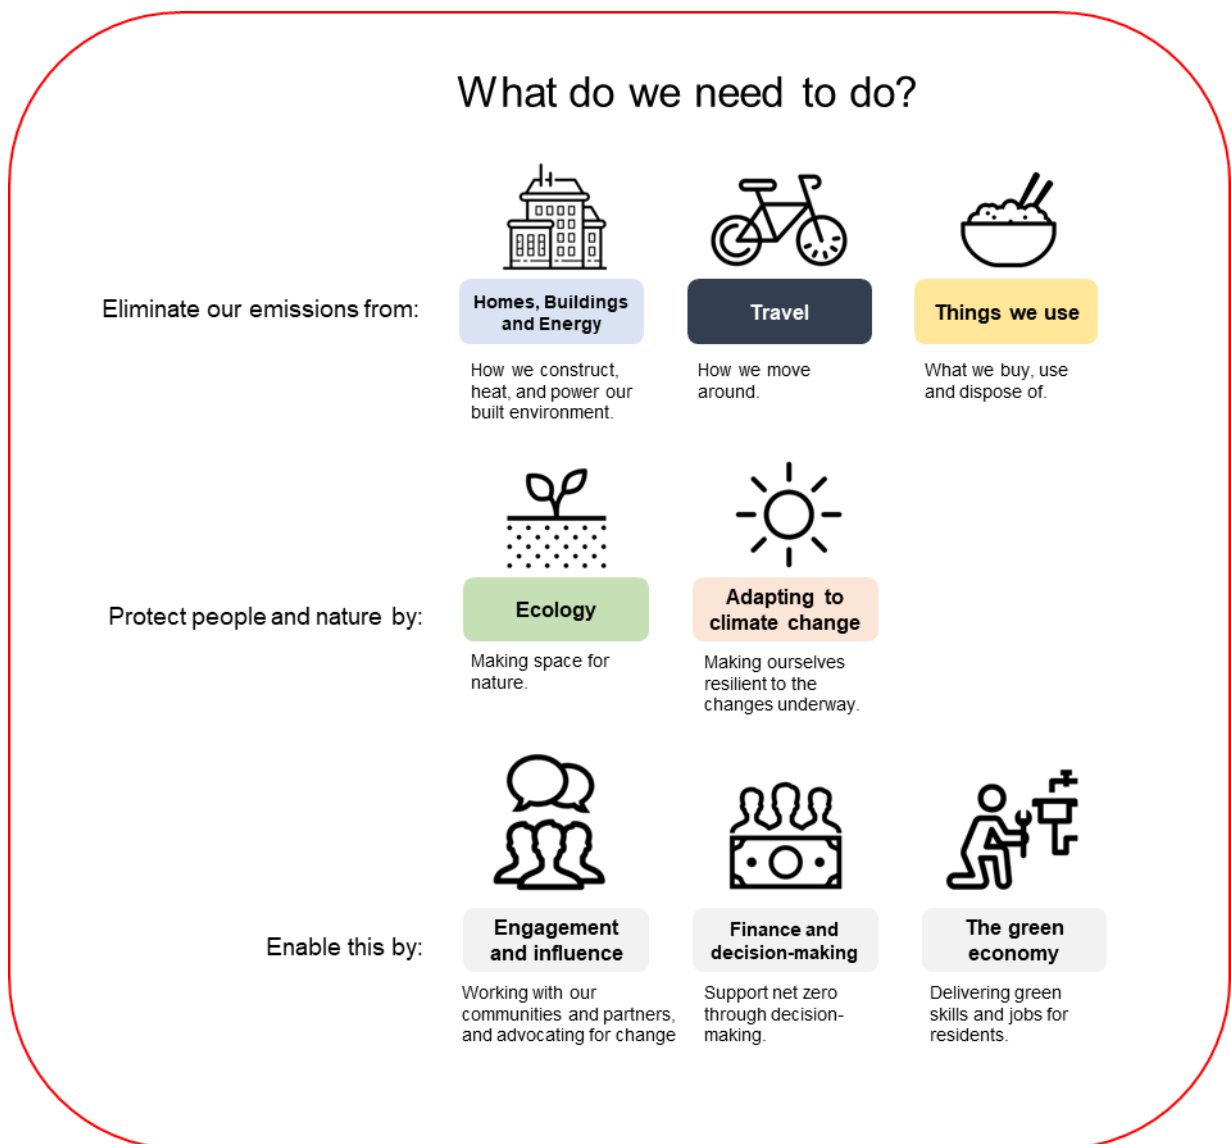 What do we need to do?
Eliminate our emissions from:
Homes, Buildings
and Energy
How we construct,
heat, and power our
built environment.
Travel
How we move
around.
Things we use
What we buy, use
and dispose of.
Protect people and nature by:
Ecology
Making space for
nature.
Adapting to
climate change
Making ourselves
resilient to the
changes underway.
Enable this by:
Engagement
and influence
Working with our
communities and partners,
and advocating for change
Finance and
decision-making
Support net zero
through decision-
making.
The green
economy
Delivering green
skills and jobs for
residents.